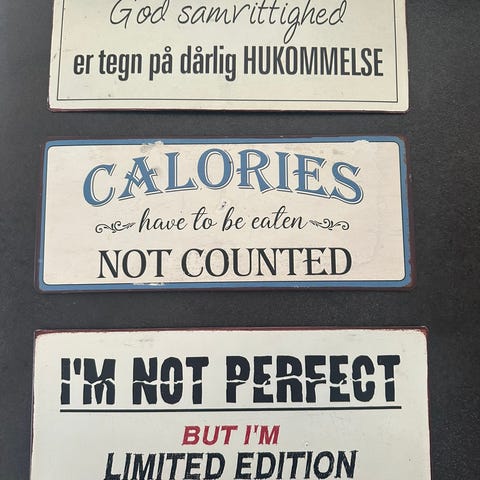 God samvittighed
er tegn på dårlig HUKOMMELSE
CALORIES
have to be eaten
NOT COUNTED
I'M NOT PERFECT
BUT I'M
LIMITED EDITION